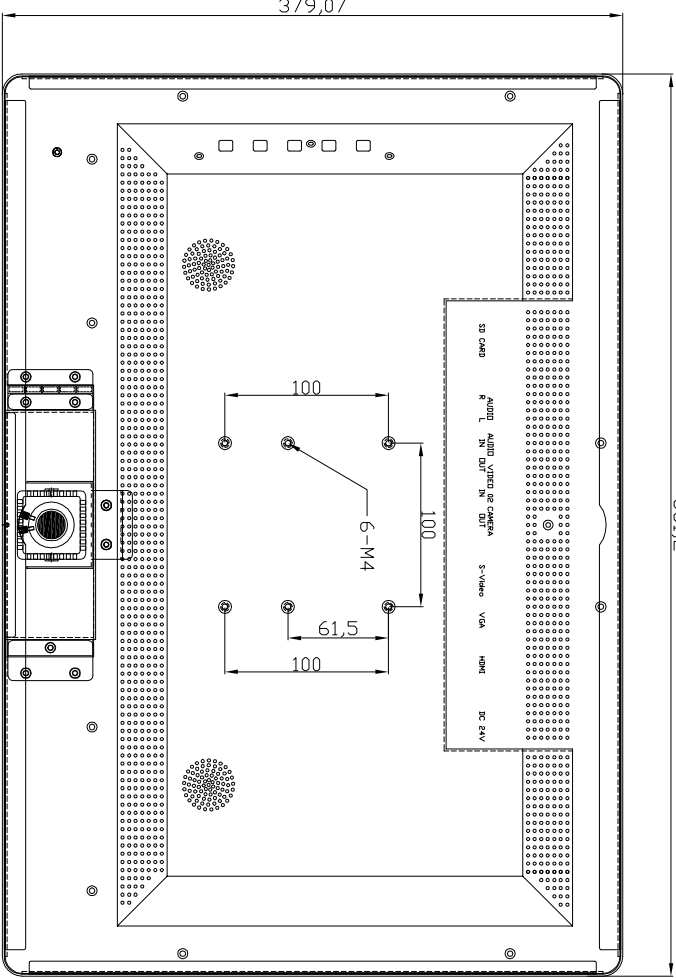 379,07
SD CARD
AUDIO
R L
AUDIO VIDEO 02 CAMERA
IN OUT IN OUT
S-Video
VGA
HDMI
DC 24V
100
100
6-M4
61,5
100